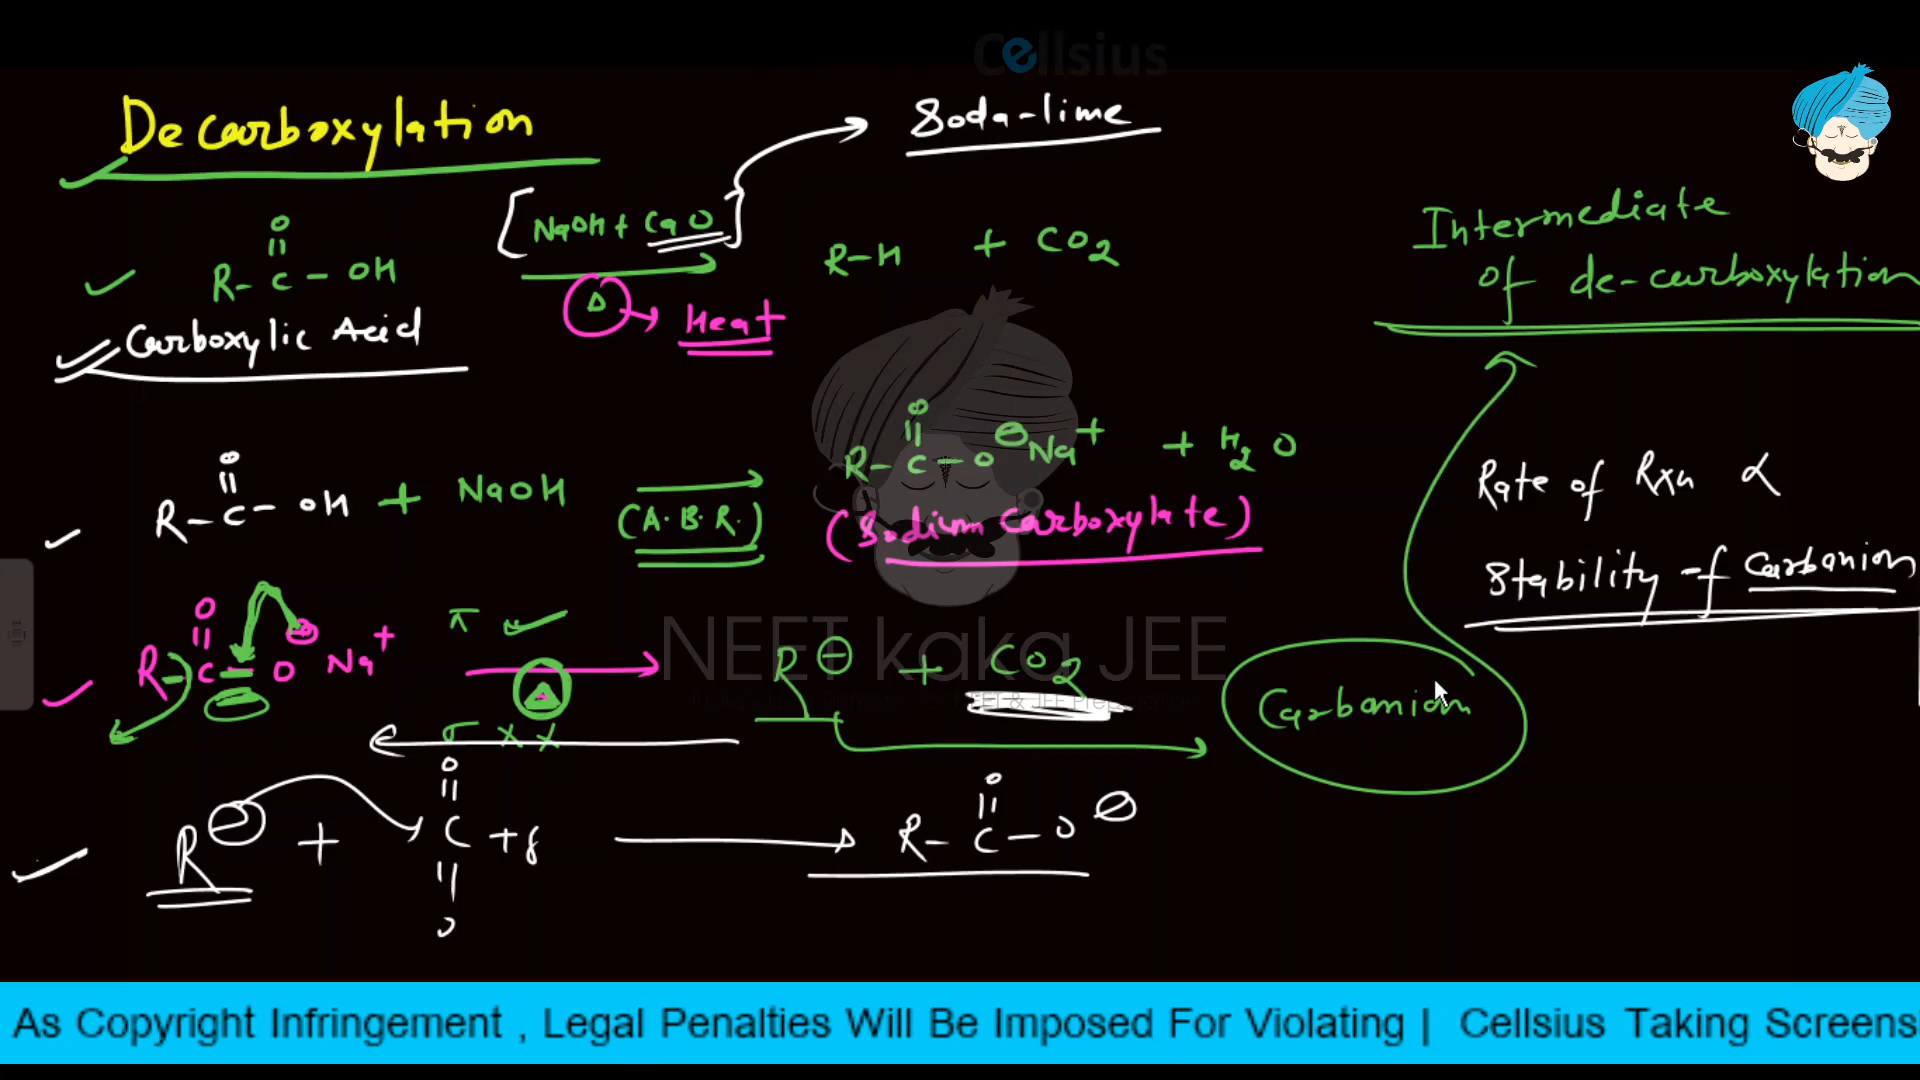 Cellsius
Decarboxylation
Soda-lime
[NaOH + CaO]
O
||
R - C - OH
Δ → Heat
R-H + CO2
Carboxylic Acid
Intermediate
of de-carboxylation
O
||
R - C - OH + NaOH
(A.B.R.)
O
||
R - C - O ⊖ Na + + H2O
(Sodium Carboxylate)
Rate of Rxn ∝
Stability of Carbanion
O
||
R - C - O ⊖ Na +
π ✓
Δ
σ x x
R ⊖ + CO2
Carbanion
NEET kaka JEE
R ⊖ +
O
||
C +δ
||
O
O
||
R - C - O ⊖
As Copyright Infringement , Legal Penalties Will Be Imposed For Violating | Cellsius Taking Screens